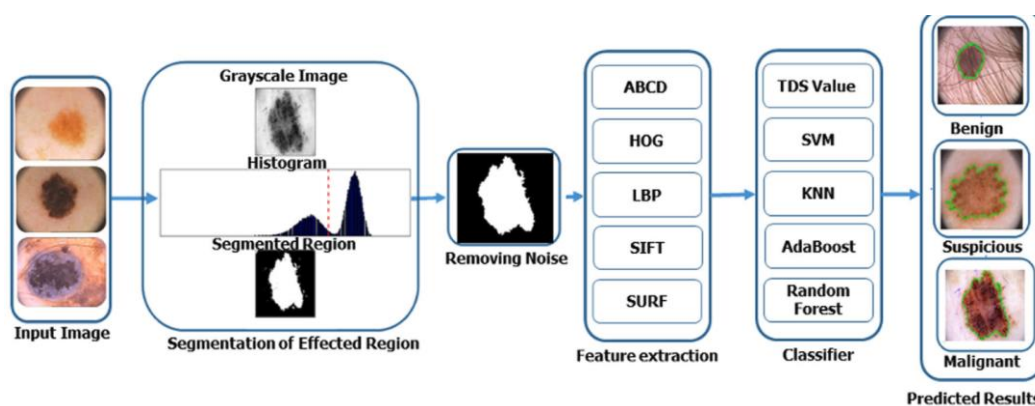 Input Image
Grayscale Image
Histogram
Segmented Region
Segmentation of Effected Region
Removing Noise
ABCD
HOG
LBP
SIFT
SURF
Feature extraction
TDS Value
SVM
KNN
AdaBoost
Random
Forest
Classifier
Benign
Suspicious
Malignant
Predicted Results